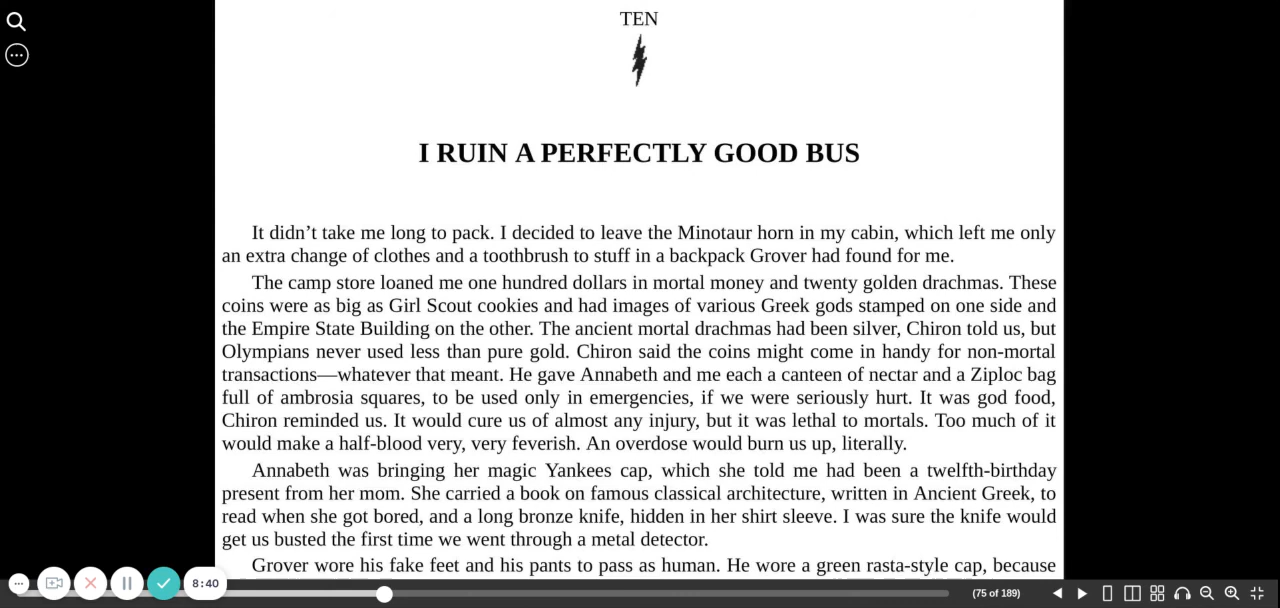 TEN
I RUIN A PERFECTLY GOOD BUS
It didn’t take me long to pack. I decided to leave the Minotaur horn in my cabin, which left me only
an extra change of clothes and a toothbrush to stuff in a backpack Grover had found for me.
The camp store loaned me one hundred dollars in mortal money and twenty golden drachmas. These
coins were as big as Girl Scout cookies and had images of various Greek gods stamped on one side and
the Empire State Building on the other. The ancient mortal drachmas had been silver, Chiron told us, but
Olympians never used less than pure gold. Chiron said the coins might come in handy for non-mortal
transactions—whatever that meant. He gave Annabeth and me each a canteen of nectar and a Ziploc bag
full of ambrosia squares, to be used only in emergencies, if we were seriously hurt. It was god food,
Chiron reminded us. It would cure us of almost any injury, but it was lethal to mortals. Too much of it
would make a half-blood very, very feverish. An overdose would burn us up, literally.
Annabeth was bringing her magic Yankees cap, which she told me had been a twelfth-birthday
present from her mom. She carried a book on famous classical architecture, written in Ancient Greek, to
read when she got bored, and a long bronze knife, hidden in her shirt sleeve. I was sure the knife would
get us busted the first time we went through a metal detector.
Grover wore his fake feet and his pants to pass as human. He wore a green rasta-style cap, because
8:40
(75 of 189)